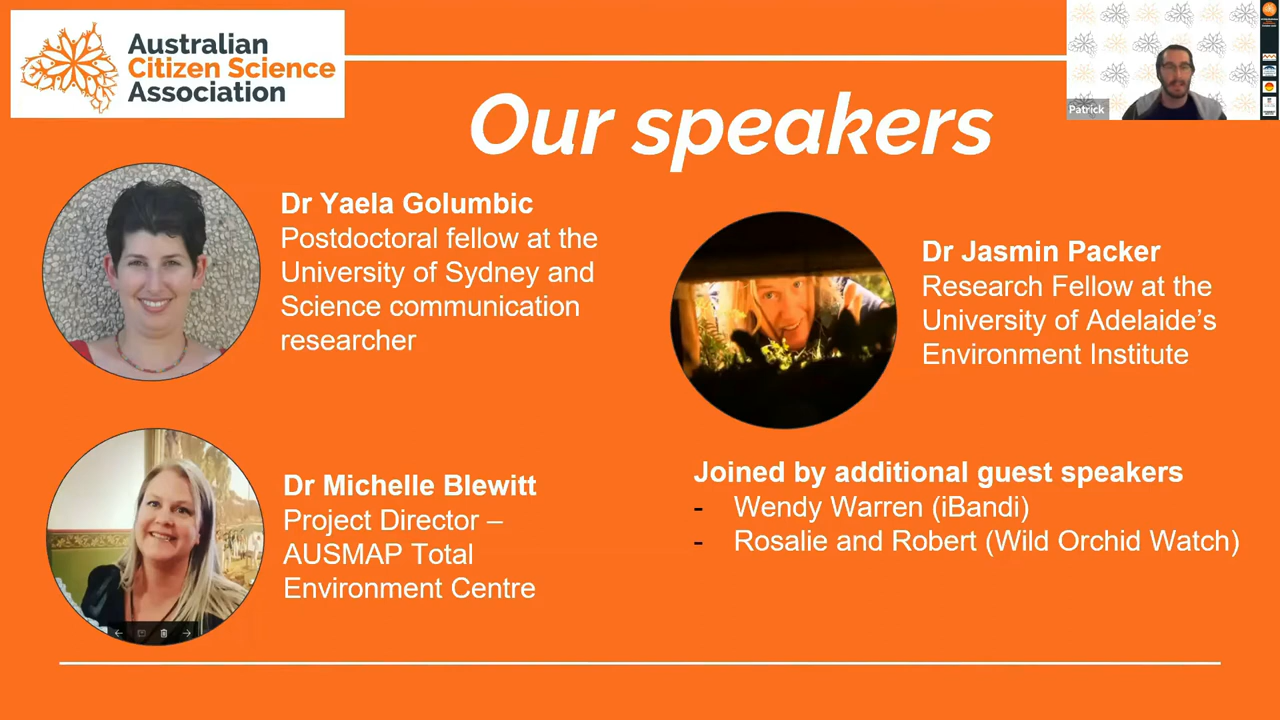 Australian
Citizen Science
Association
Patrick
Our speakers
Dr Yaela Golumbic
Postdoctoral fellow at the
University of Sydney and
Science communication
researcher
Dr Jasmin Packer
Research Fellow at the
University of Adelaide’s
Environment Institute
Dr Michelle Blewitt
Project Director –
AUSMAP Total
Environment Centre
Joined by additional guest speakers
- Wendy Warren (iBandi)
- Rosalie and Robert (Wild Orchid Watch)